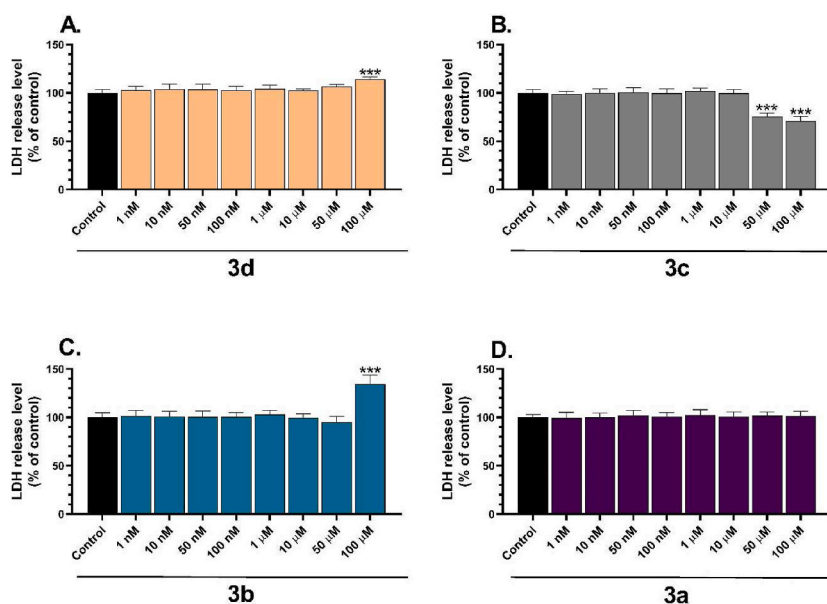 A.
LDH release level
(% of control)
150
100
50
0
***
Control
1 nM
10 nM
50 nM
100 nM
1 μM
10 μM
50 μM
100 μM
3d
B.
LDH release level
(% of control)
150
100
50
0
***
***
Control
1 nM
10 nM
50 nM
100 nM
1 μM
10 μM
50 μM
100 μM
3c
C.
LDH release level
(% of control)
150
100
50
0
***
Control
1 nM
10 nM
50 nM
100 nM
1 μM
10 μM
50 μM
100 μM
3b
D.
LDH release level
(% of control)
150
100
50
0
Control
1 nM
10 nM
50 nM
100 nM
1 μM
10 μM
50 μM
100 μM
3a